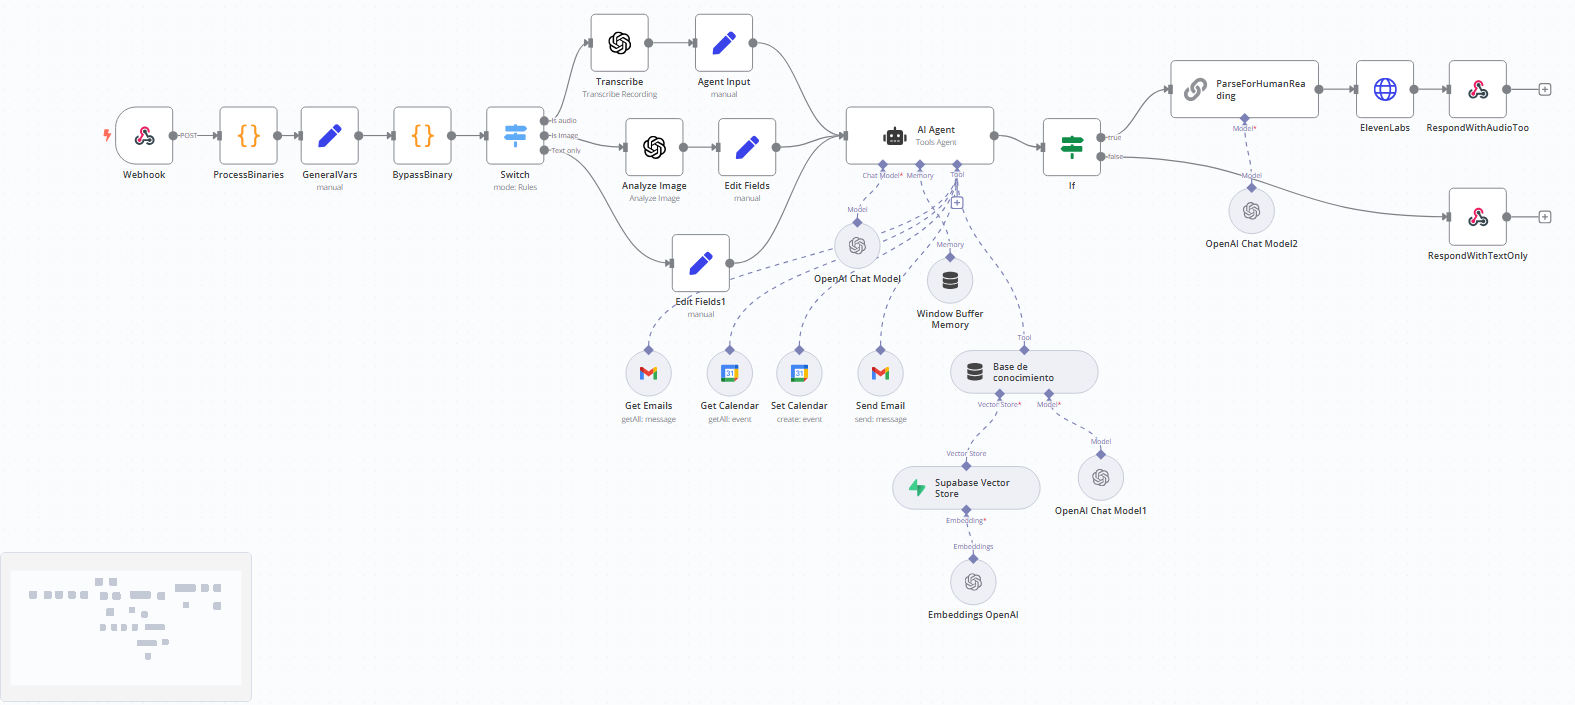 Transcribe
Transcribe Recording
Agent Input
manual
Webhook
POST
ProcessBinaries
GeneralVars
manual
BypassBinary
Switch
mode: Rules
Is audio
Is Image
Text only
Analyze Image
Analyze Image
Edit Fields
manual
Edit Fields1
manual
AI Agent
Tools Agent
Chat Model*
Memory
Tool
If
true
false
ParseForHumanRea
ding
Model*
ElevenLabs
RespondWithAudioToo
Model
OpenAI Chat Model2
RespondWithTextOnly
Model
OpenAI Chat Model
Memory
Window Buffer
Memory
31
Get Emails
getAll: message
31
Get Calendar
getAll: event
Set Calendar
create: event
Send Email
send: message
Tool
Base de
conocimiento
Vector Store*
Model*
Vector Store
Supabase Vector
Store
Embedding*
Model
OpenAI Chat Model1
Embeddings
Embeddings OpenAI